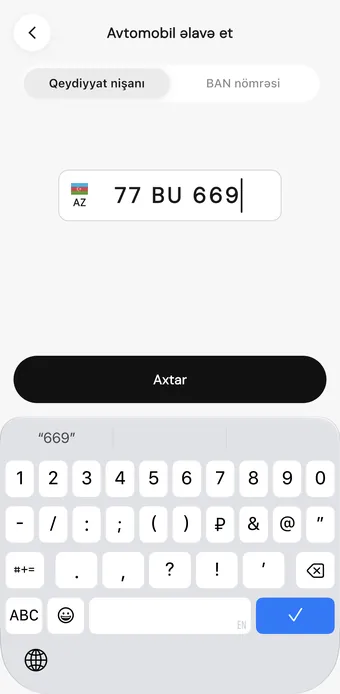 Avtomobil əlavə et
Qeydiyyat nişanı BAN nömrəsi
AZ 77 BU 669
Axtar
“669”
1 2 3 4 5 6 7 8 9 0
- / : ; ( ) ₽ & @ ”
#+= . , ? ! ’
ABC EN